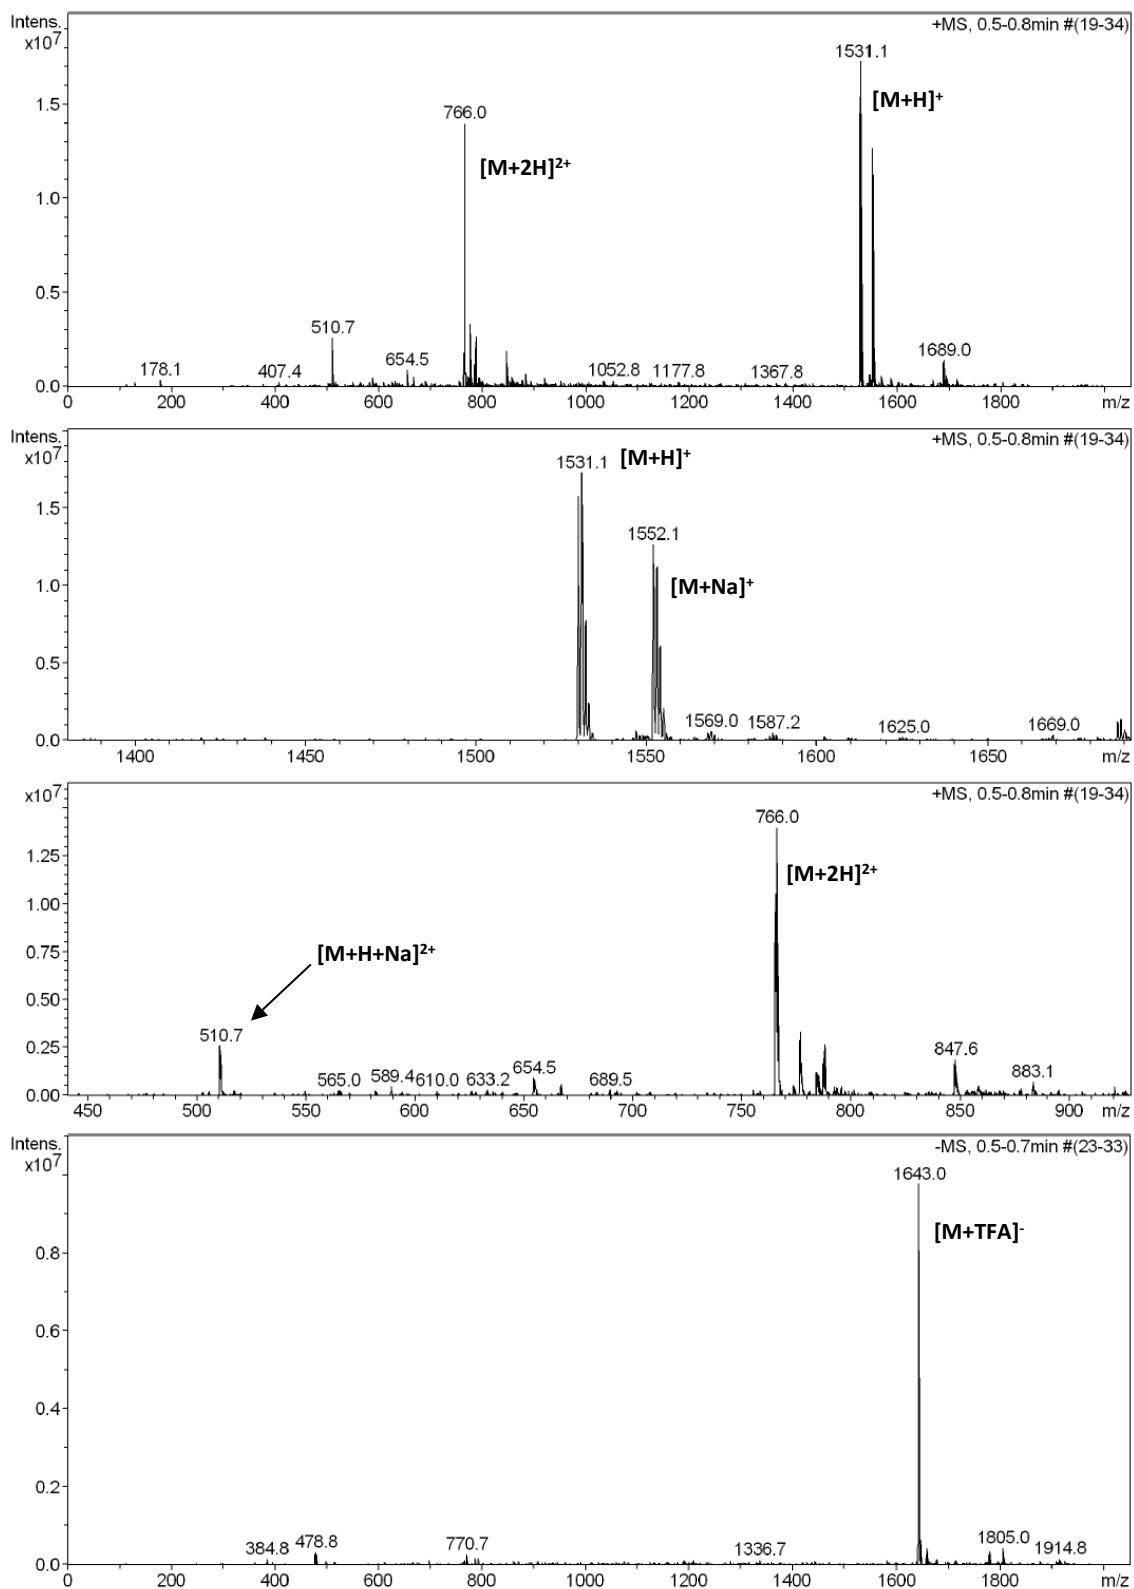 Intens.
x10⁷
+MS, 0.5-0.8min #(19-34)
1531.1
[M+H]⁺
766.0
[M+2H]²⁺
510.7
178.1
407.4
654.5
1052.8
1177.8
1367.8
1689.0
1.5
1.0
0.5
0.0
0 200 400 600 800 1000 1200 1400 1600 1800 m/z
Intens.
x10⁷
+MS, 0.5-0.8min #(19-34)
1531.1
[M+H]⁺
1552.1
[M+Na]⁺
1569.0
1587.2
1625.0
1669.0
1.5
1.0
0.5
0.0
1400 1450 1500 1550 1600 1650 m/z
x10⁷
+MS, 0.5-0.8min #(19-34)
766.0
[M+2H]²⁺
[M+H+Na]²⁺
510.7
565.0
589.4
610.0
633.2
654.5
689.5
847.6
883.1
1.25
1.00
0.75
0.50
0.25
0.00
450 500 550 600 650 700 750 800 850 900 m/z
Intens.
x10⁷
-MS, 0.5-0.7min #(23-33)
1643.0
[M+TFA]⁻
384.8
478.8
770.7
1336.7
1805.0
1914.8
0.8
0.6
0.4
0.2
0.0
0 200 400 600 800 1000 1200 1400 1600 1800 m/z